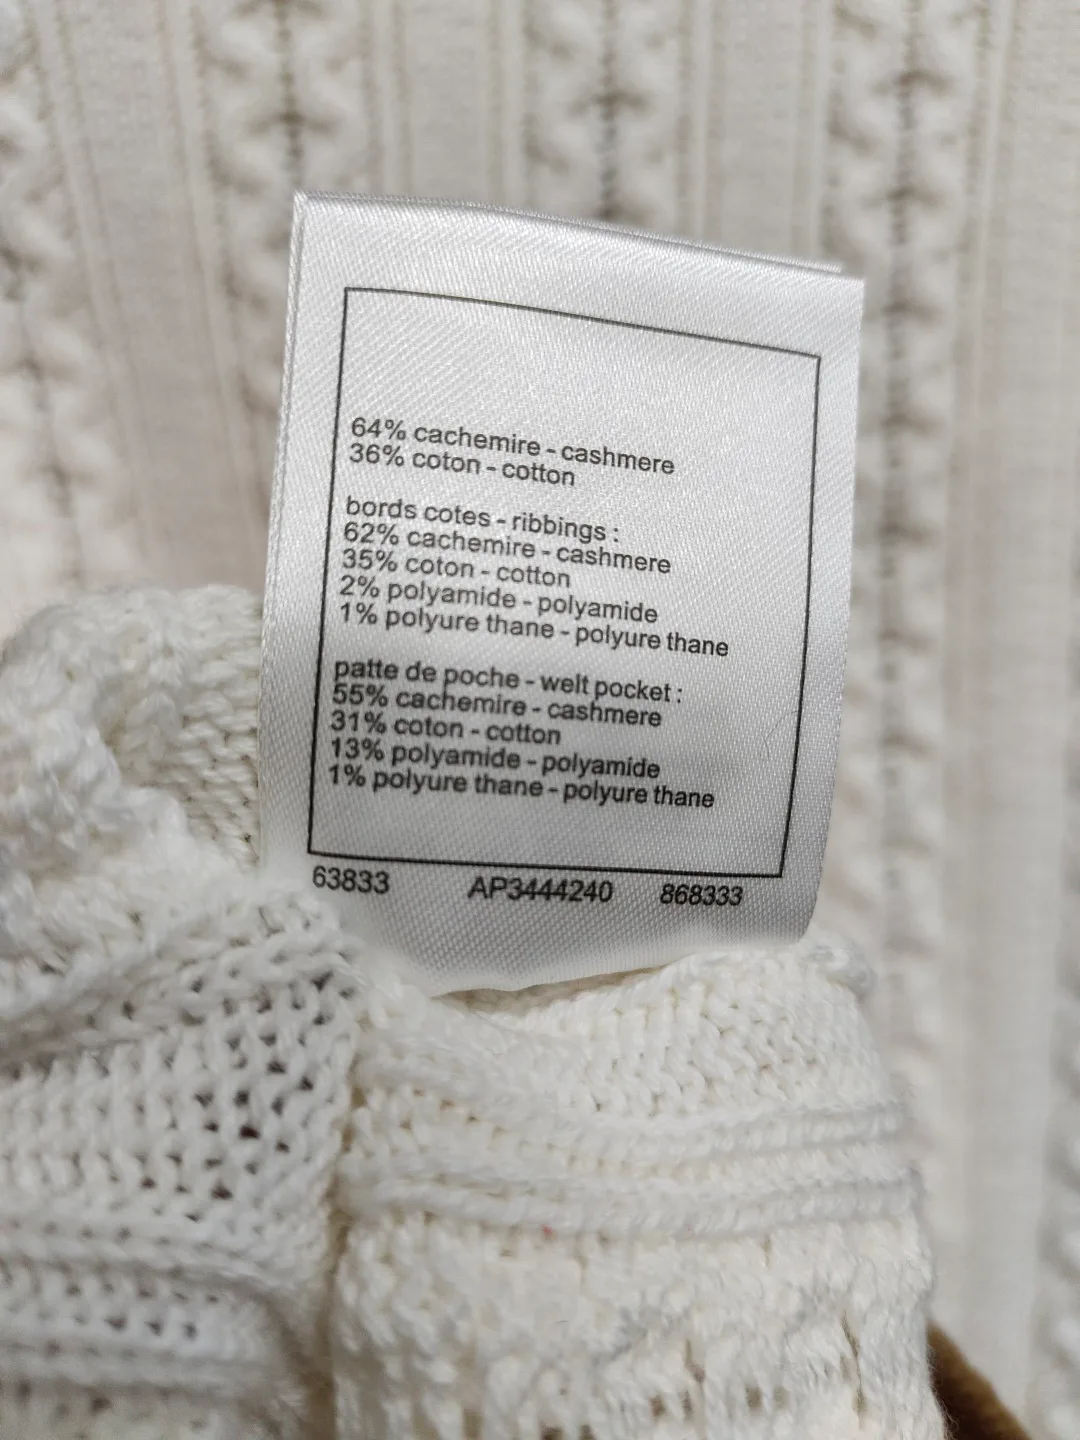 64% cachemire - cashmere
36% coton - cotton
bords cotes - ribbings :
62% cachemire - cashmere
35% coton - cotton
2% polyamide - polyamide
1% polyure thane - polyure thane
patte de poche - welt pocket :
55% cachemire - cashmere
31% coton - cotton
13% polyamide - polyamide
1% polyure thane - polyure thane
63833 AP3444240 868333